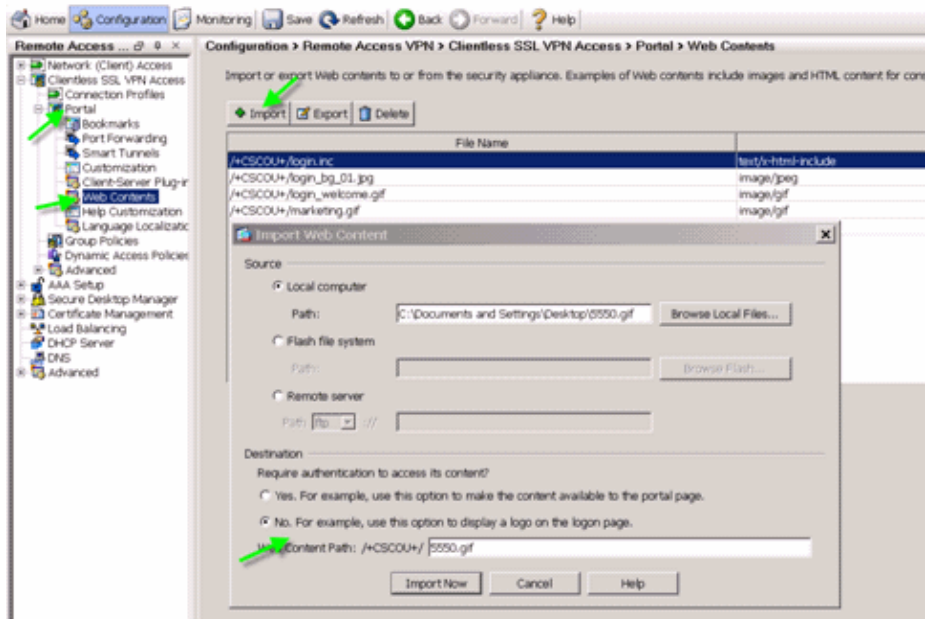 Home Configuration Monitoring Save Refresh Back Forward Help
Remote Access ...
Configuration > Remote Access VPN > Clientless SSL VPN Access > Portal > Web Contents
Network (Client) Access
Clientless SSL VPN Access
Connection Profiles
Portal
Bookmarks
Port Forwarding
Smart Tunnels
Customization
Client-Server Plug-ir
Web Contents
Help Customization
Language Localizatic
Group Policies
Dynamic Access Policies
Advanced
AAA Setup
Secure Desktop Manager
Certificate Management
Load Balancing
DHCP Server
DNS
Advanced
Import or export Web contents to or from the security appliance. Examples of Web contents include images and HTML content for con
Import Export Delete
File Name
/+CSCOU+/login.inc text/x-html-include
/+CSCOU+/login_bg_01.jpg image/jpeg
/+CSCOU+/login_welcome.gif image/gif
/+CSCOU+/marketing.gif image/gif
Import Web Content
Source
Local computer
Path: C:\Documents and Settings\Desktop\5550.gif Browse Local Files...
Flash file system
Path: Browse Flash...
Remote server
Path ftp ://
Destination
Require authentication to access its content?
Yes. For example, use this option to make the content available to the portal page.
No. For example, use this option to display a logo on the logon page.
Content Path: /+CSCOU+/ 5550.gif
Import Now Cancel Help